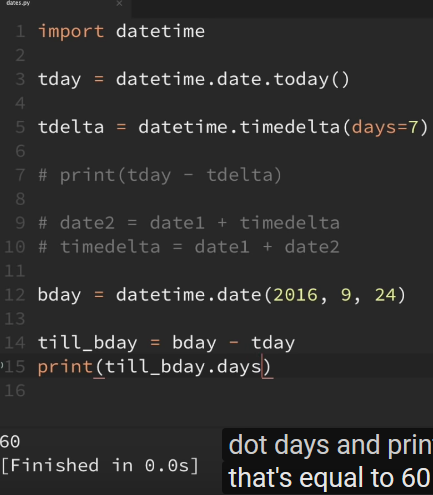 dates.py
1 import datetime
2
3 tday = datetime.date.today()
4
5 tdelta = datetime.timedelta(days=7)
6
7 # print(tday - tdelta)
8
9 # date2 = date1 + timedelta
10 # timedelta = date1 + date2
11
12 bday = datetime.date(2016, 9, 24)
13
14 till_bday = bday - tday
15 print(till_bday.days)
16
60
[Finished in 0.0s]
dot days and print
that's equal to 60